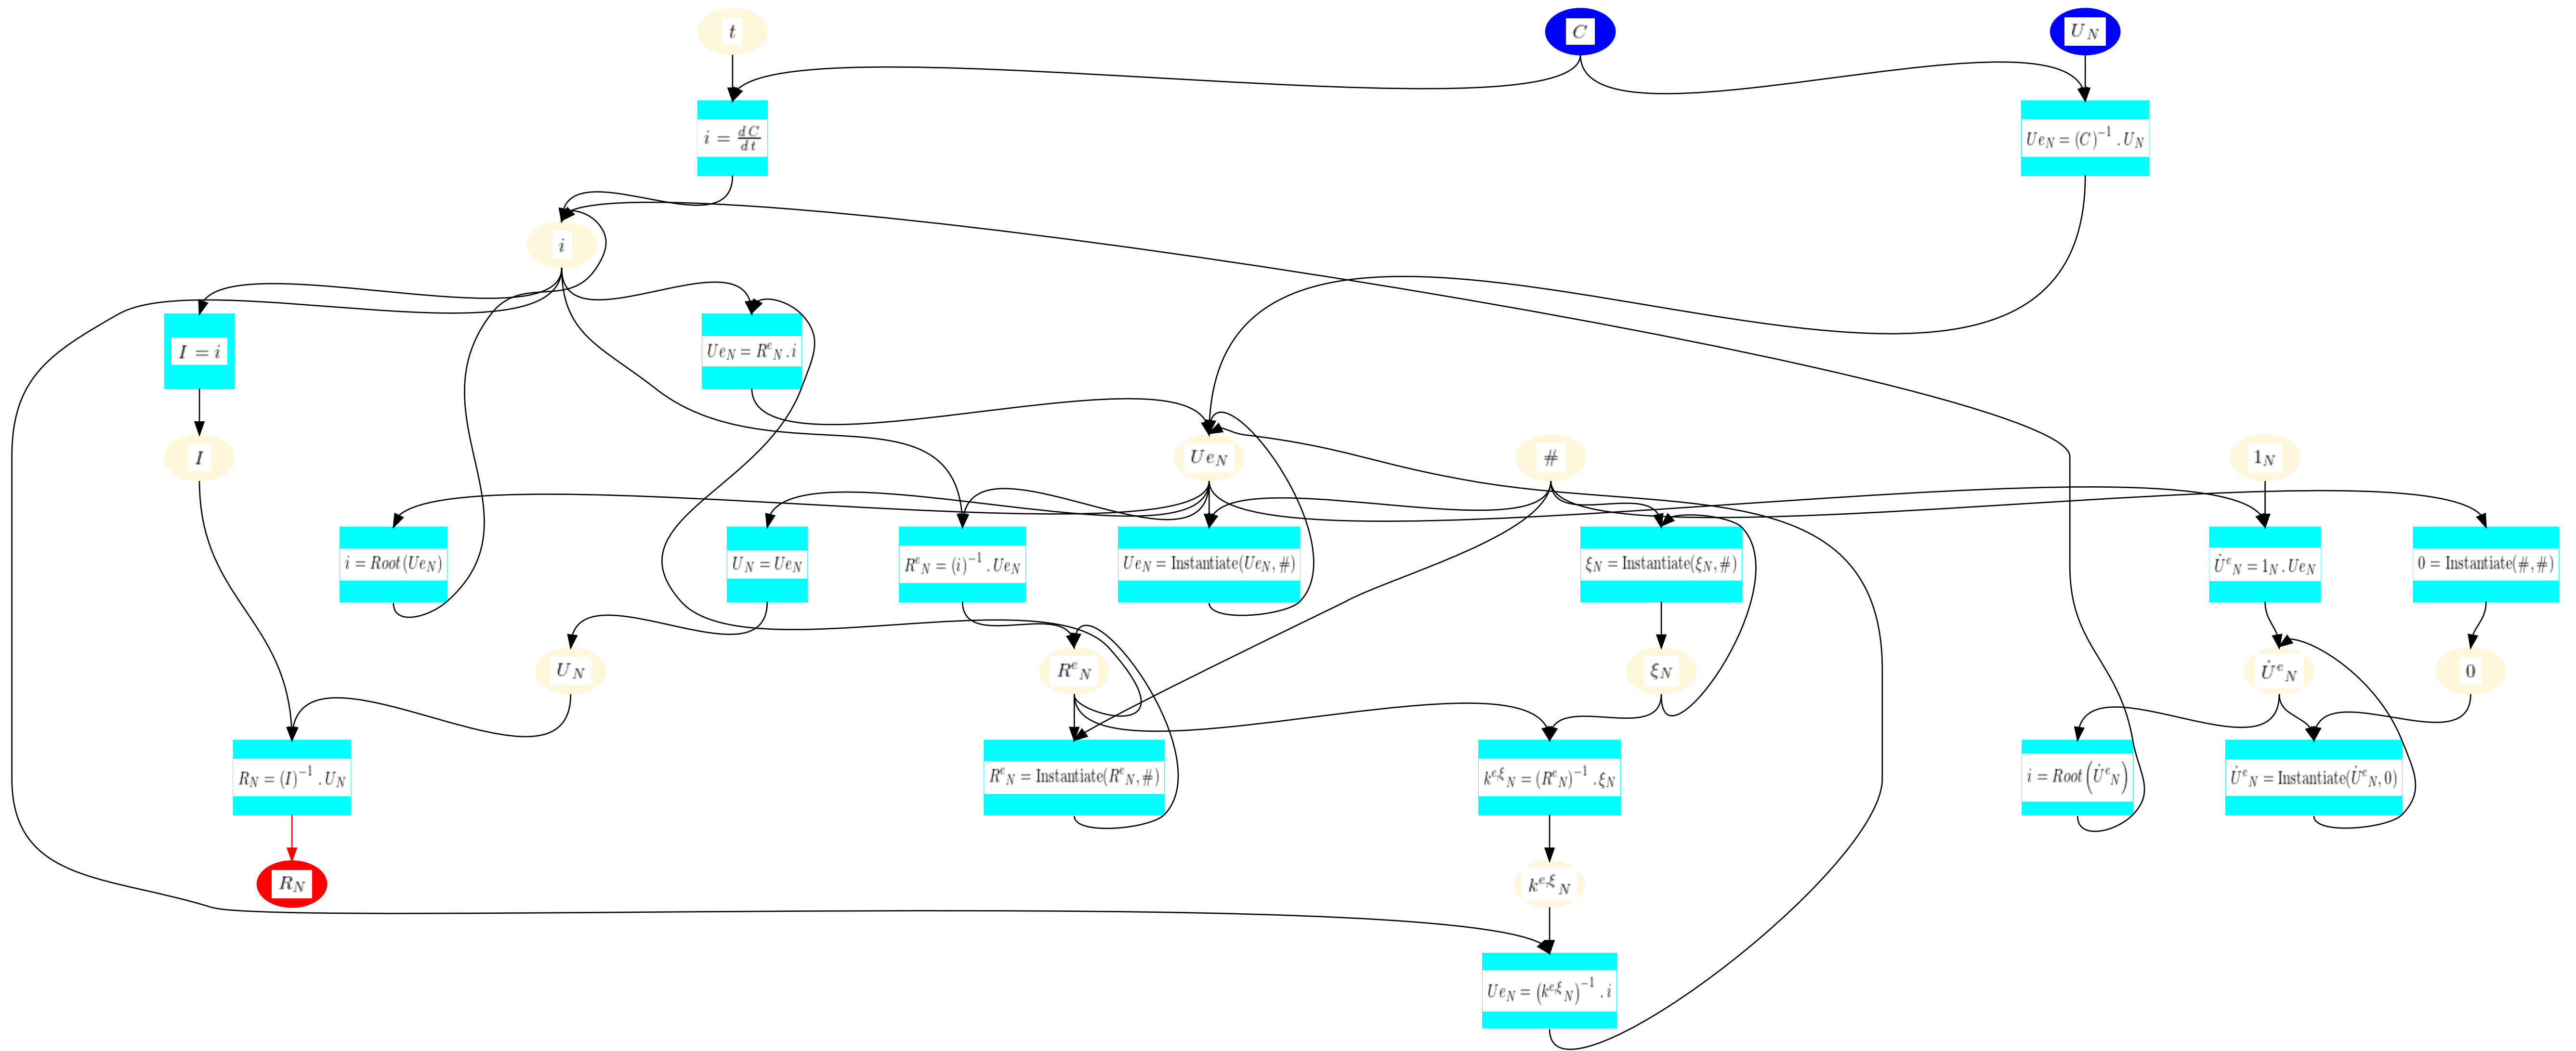 t
C
U_N
i = \frac{dC}{dt}
Ue_N = (C)^{-1} . U_N
i
I = i
Ue_N = R^e_N . i
I
Ue_N
#
1_N
i = Root(Ue_N)
U_N = Ue_N
R^e_N = (i)^{-1} . Ue_N
Ue_N = Instantiate(Ue_N, #)
ξ_N = Instantiate(ξ_N, #)
U̇^e_N = 1_N . Ue_N
0 = Instantiate(#, #)
U_N
R^e_N
ξ_N
U̇^e_N
0
R_N = (I)^{-1} . U_N
R^e_N = Instantiate(R^e_N, #)
k^{e,ξ}_N = (R^e_N)^{-1} . ξ_N
i = Root(U̇^e_N)
U̇^e_N = Instantiate(U̇^e_N, 0)
R_N
k^{e,ξ}_N
Ue_N = (k^{e,ξ}_N)^{-1} . i